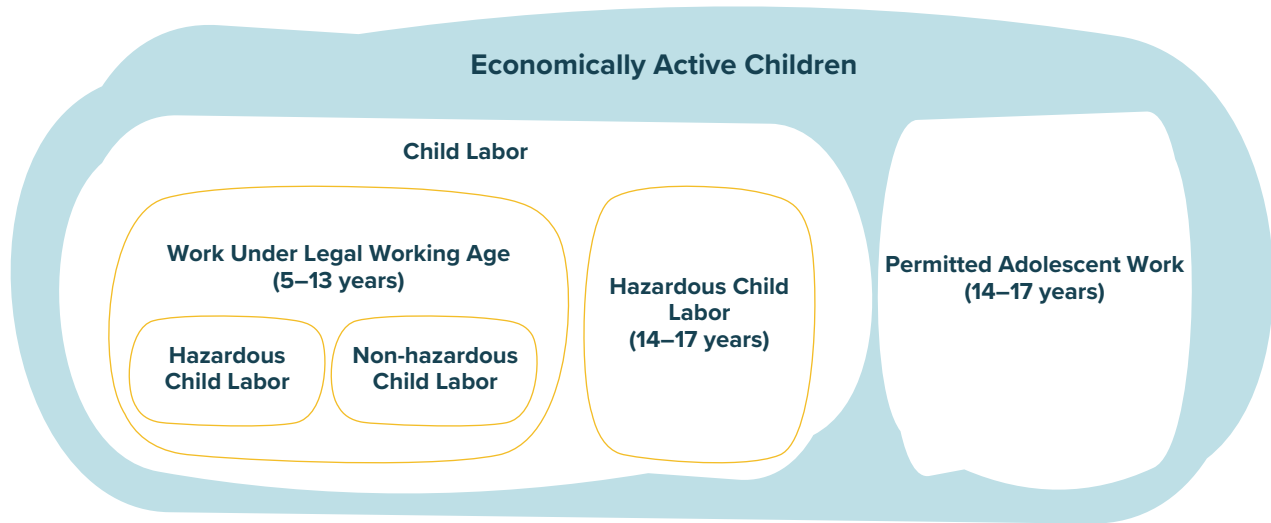 Economically Active Children
Child Labor
Work Under Legal Working Age
(5–13 years)
Hazardous
Child Labor
Non-hazardous
Child Labor
Hazardous Child
Labor
(14–17 years)
Permitted Adolescent Work
(14–17 years)